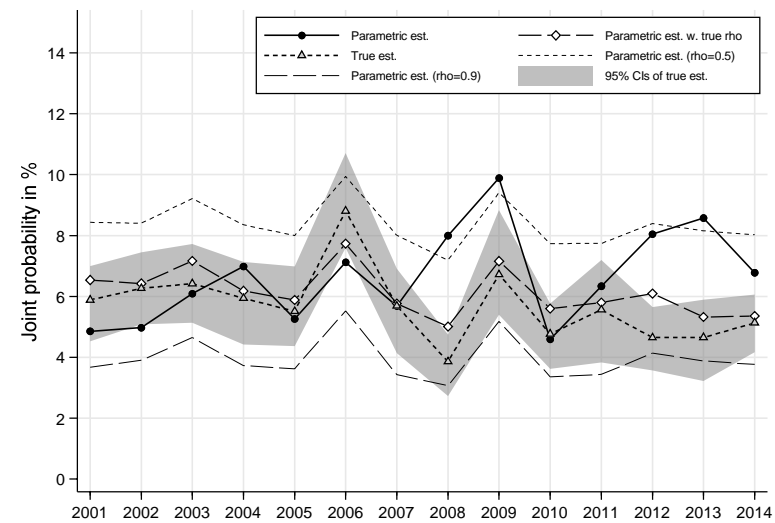 Parametric est.
Parametric est. w. true rho
True est.
Parametric est. (rho=0.5)
Parametric est. (rho=0.9)
95% CIs of true est.
Joint probability in %
14
12
10
8
6
4
2
0
2001 2002 2003 2004 2005 2006 2007 2008 2009 2010 2011 2012 2013 2014